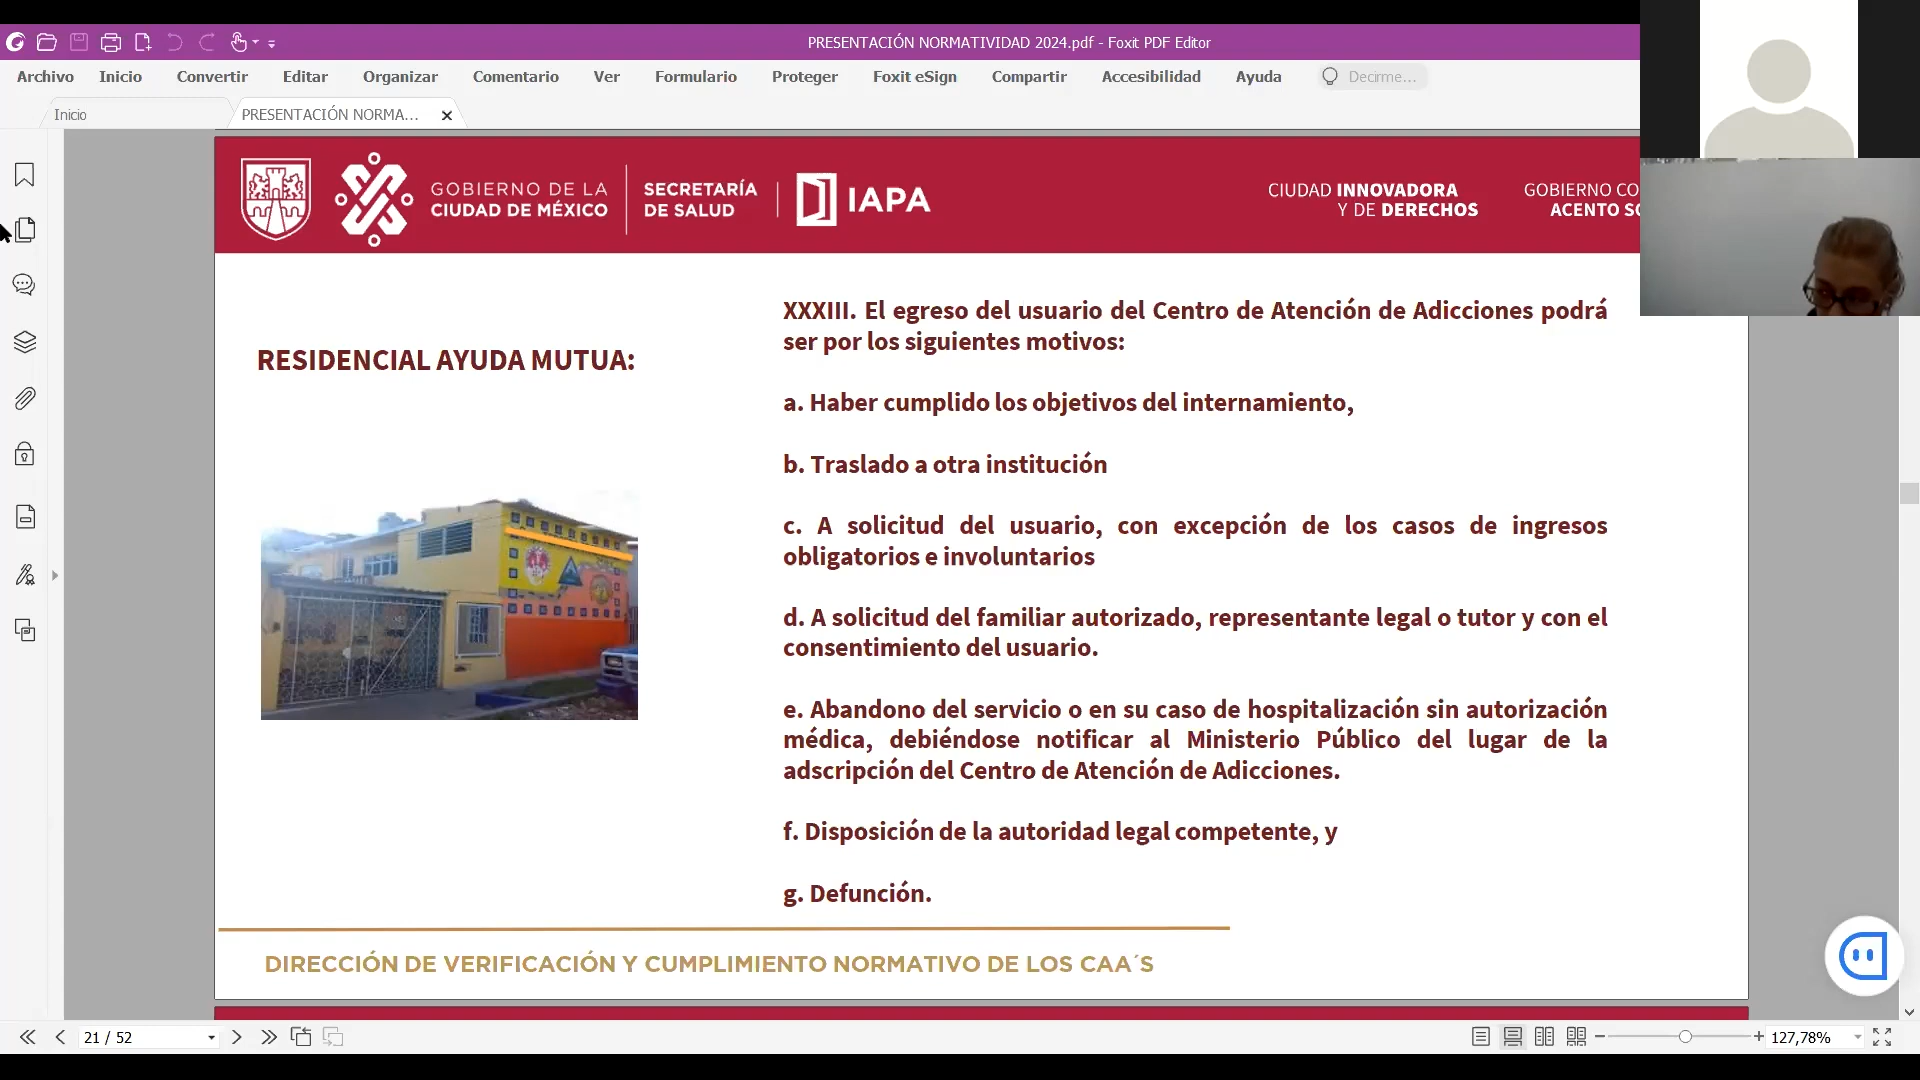 PRESENTACIÓN NORMATIVIDAD 2024.pdf - Foxit PDF Editor
Archivo Inicio Convertir Editar Organizar Comentario Ver Formulario Proteger Foxit eSign Compartir Accesibilidad Ayuda Decirme...
Inicio
PRESENTACIÓN NORMA...
GOBIERNO DE LA
CIUDAD DE MÉXICO
SECRETARÍA
DE SALUD
IAPA
CIUDAD INNOVADORA
Y DE DERECHOS
GOBIERNO CO
ACENTO SO
RESIDENCIAL AYUDA MUTUA:
XXXIII. El egreso del usuario del Centro de Atención de Adicciones podrá
ser por los siguientes motivos:
a. Haber cumplido los objetivos del internamiento,
b. Traslado a otra institución
c. A solicitud del usuario, con excepción de los casos de ingresos
obligatorios e involuntarios
d. A solicitud del familiar autorizado, representante legal o tutor y con el
consentimiento del usuario.
e. Abandono del servicio o en su caso de hospitalización sin autorización
médica, debiéndose notificar al Ministerio Público del lugar de la
adscripción del Centro de Atención de Adicciones.
f. Disposición de la autoridad legal competente, y
g. Defunción.
DIRECCIÓN DE VERIFICACIÓN Y CUMPLIMIENTO NORMATIVO DE LOS CAA´S
21 / 52
127,78%